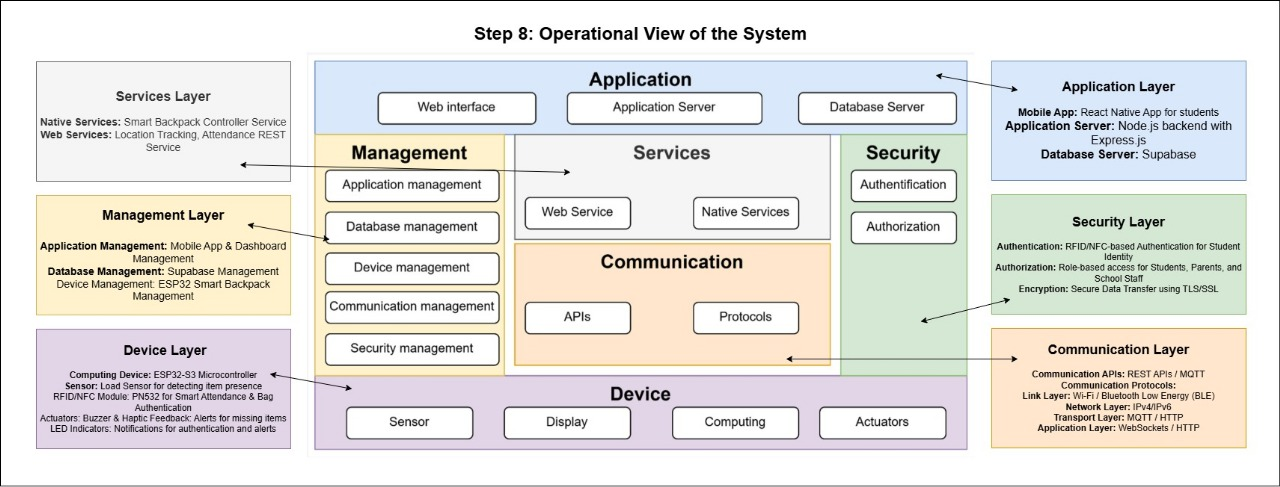 Step 8: Operational View of the System
Services Layer
Native Services: Smart Backpack Controller Service
Web Services: Location Tracking, Attendance REST
Service
Management Layer
Application Management: Mobile App & Dashboard
Management
Database Management: Supabase Management
Device Management: ESP32 Smart Backpack
Management
Device Layer
Computing Device: ESP32-S3 Microcontroller
Sensor: Load Sensor for detecting item presence
RFID/NFC Module: PN532 for Smart Attendance & Bag
Authentication
Actuators: Buzzer & Haptic Feedback: Alerts for missing items
LED Indicators: Notifications for authentication and alerts
Application
Web interface
Application Server
Database Server
Management
Application management
Database management
Device management
Communication management
Security management
Services
Web Service
Native Services
Communication
APIs
Protocols
Security
Authentification
Authorization
Device
Sensor
Display
Computing
Actuators
Application Layer
Mobile App: React Native App for students
Application Server: Node.js backend with
Express.js
Database Server: Supabase
Security Layer
Authentication: RFID/NFC-based Authentication for Student
Identity
Authorization: Role-based access for Students, Parents, and
School Staff
Encryption: Secure Data Transfer using TLS/SSL
Communication Layer
Communication APIs: REST APIs / MQTT
Communication Protocols:
Link Layer: Wi-Fi / Bluetooth Low Energy (BLE)
Network Layer: IPv4/IPv6
Transport Layer: MQTT / HTTP
Application Layer: WebSockets / HTTP